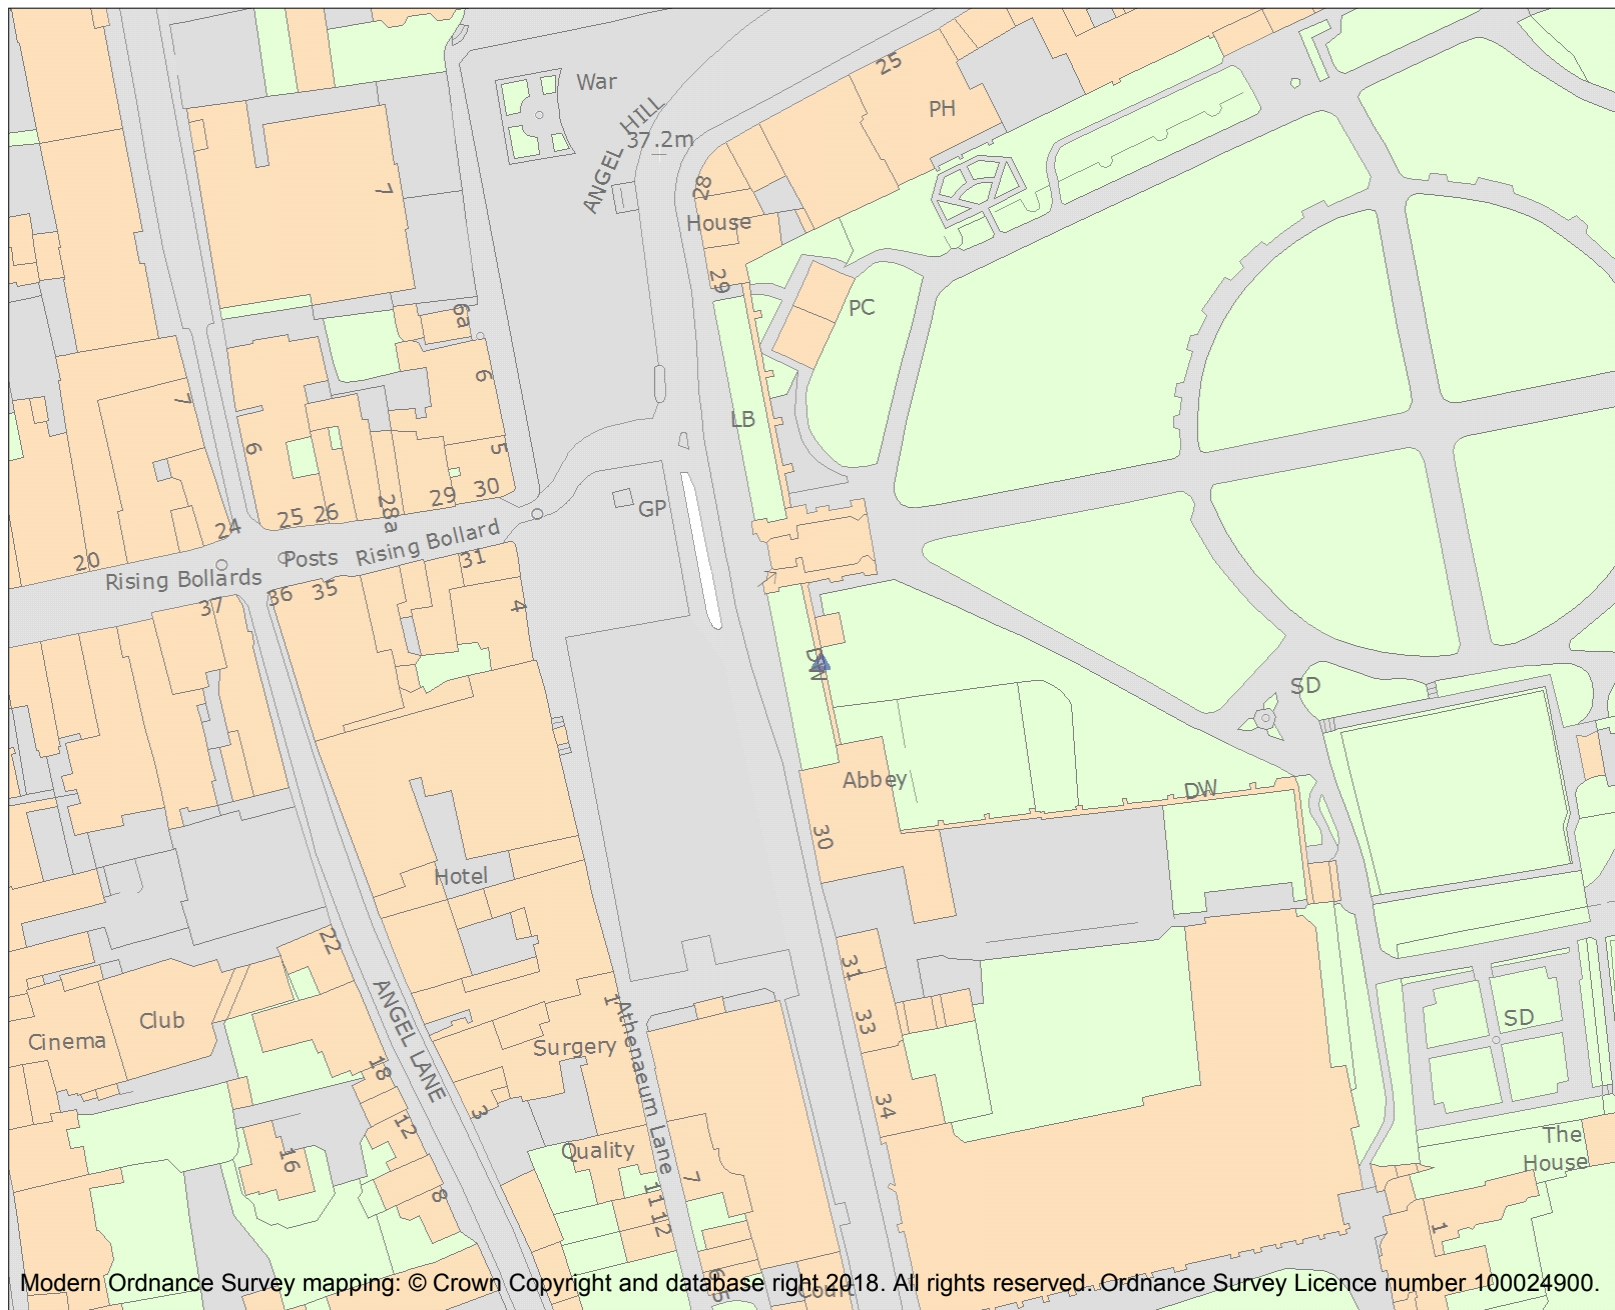 War
25
PH
ANGEL HILL
37.2m
7
28
House
29
6a
PC
6
7
LB
6
5
29
30
28a
GP
25
26
24
Posts
Rising Bollard
20
31
Rising Bollards
36
35
37
4
DW
SD
Abbey
DW
30
Hotel
22
31
ANGEL LANE
1
33
SD
Club
Cinema
Athenaeum Lane
Surgery
18
34
3
12
The
House
Quality
16
7
8
11
12
1
Court
Modern Ordnance Survey mapping: © Crown Copyright and database right 2018. All rights reserved. Ordnance Survey Licence number 100024900.